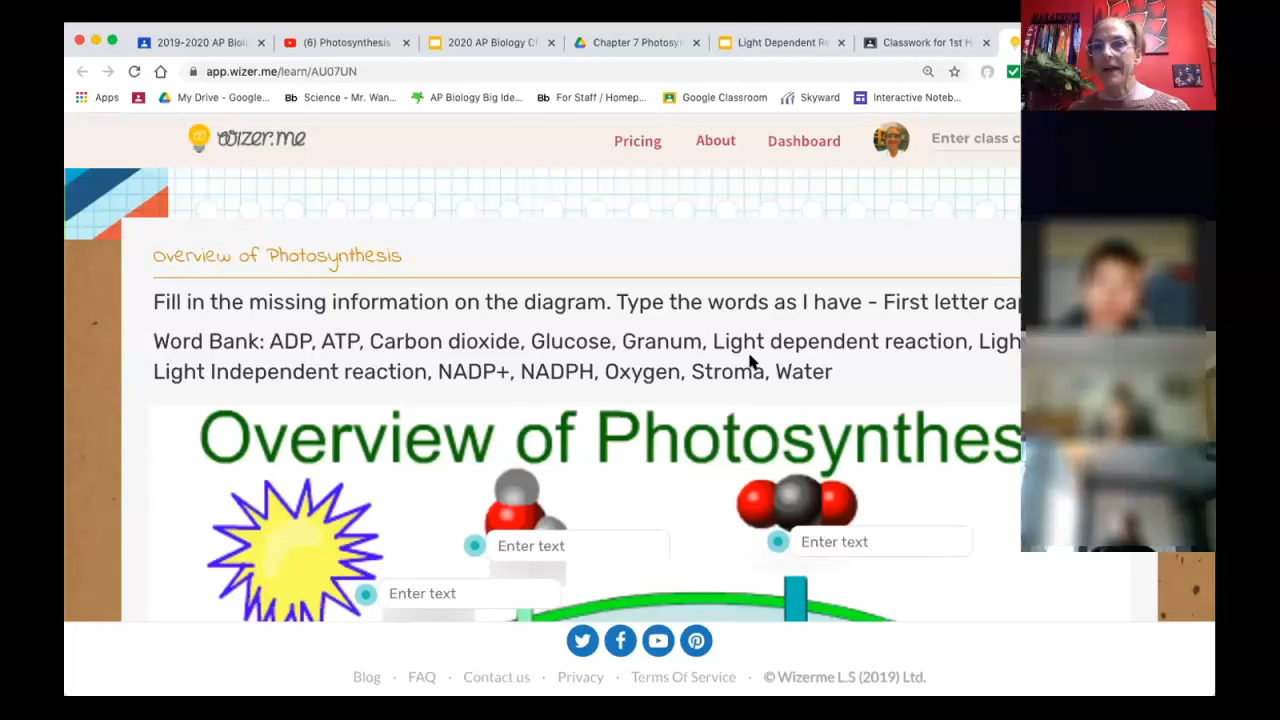 2019-2020 AP Biol
(6) Photosynthesis
2020 AP Biology C
Chapter 7 Photosyn
Light Dependent Re
Classwork for 1st H
app.wizer.me/learn/AU07UN
Apps
My Drive - Google...
Bb Science - Mr. Wan...
AP Biology Big Ide...
Bb For Staff / Homep...
Google Classroom
Skyward
Interactive Noteb...
wizer.me
Pricing
About
Dashboard
Enter class c
Overview of Photosynthesis
Fill in the missing information on the diagram. Type the words as I have - First letter cap
Word Bank: ADP, ATP, Carbon dioxide, Glucose, Granum, Light dependent reaction, Ligh
Light Independent reaction, NADP+, NADPH, Oxygen, Stroma, Water
Overview of Photosynthes
Enter text
Enter text
Enter text
Blog · FAQ · Contact us · Privacy · Terms Of Service · © Wizerme L.S (2019) Ltd.